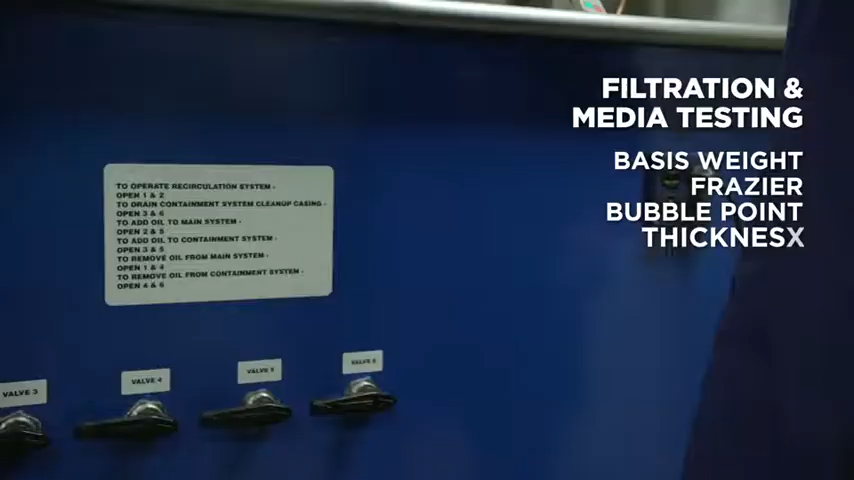 FILTRATION &
MEDIA TESTING
BASIS WEIGHT
FRAZIER
BUBBLE POINT
THICKNESX
TO OPERATE RECIRCULATION SYSTEM -
OPEN 1 & 2
TO DRAIN CONTAINMENT SYSTEM CLEANUP CASING -
OPEN 3 & 6
TO ADD OIL TO MAIN SYSTEM -
OPEN 2 & 5
TO ADD OIL TO CONTAINMENT SYSTEM -
OPEN 3 & 5
TO REMOVE OIL FROM MAIN SYSTEM -
OPEN 1 & 4
TO REMOVE OIL FROM CONTAINMENT SYSTEM -
OPEN 4 & 6
VALVE 3
VALVE 4
VALVE 5
VALVE 6